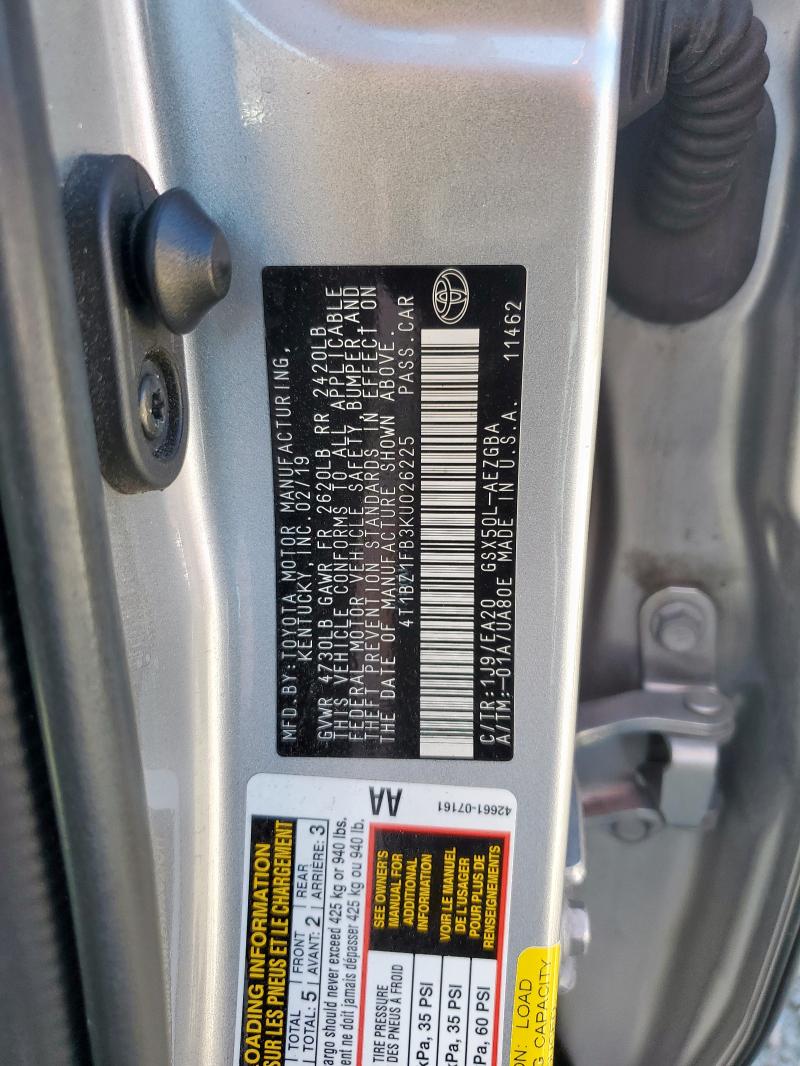 MFD. BY: TOYOTA MOTOR MANUFACTURING,
KENTUCKY, INC. 02/19
GVWR 4730LB GAWR FR 2620LB RR 2420LB
THIS VEHICLE CONFORMS TO ALL APPLICABLE
FEDERAL MOTOR VEHICLE SAFETY, BUMPER, AND
THEFT PREVENTION STANDARDS IN EFFECT ON
THE DATE OF MANUFACTURE SHOWN ABOVE.
4T1BZ1FB3KU026225 PASS.CAR
C/TR:1J9/EA20 GSX50L-AEZGBA
A/TM:-01A/UA80E MADE IN U.S.A. 11462
LOADING INFORMATION
SUR LES PNEUS ET LE CHARGEMENT
TOTAL FRONT REAR
TOTAL: 5 AVANT: 2 ARRIÈRE: 3
argo should never exceed 425 kg or 940 lbs.
ent ne doit jamais dépasser 425 kg ou 940 lb.
AA
42661-07161
TIRE PRESSURE
DES PNEUS À FROID
kPa, 35 PSI
kPa, 35 PSI
Pa, 60 PSI
SEE OWNER'S
MANUAL FOR
ADDITIONAL
INFORMATION
VOIR LE MANUEL
DE L'USAGER
POUR PLUS DE
RENSEIGNEMENTS
ON: LOAD
G CAPACITY